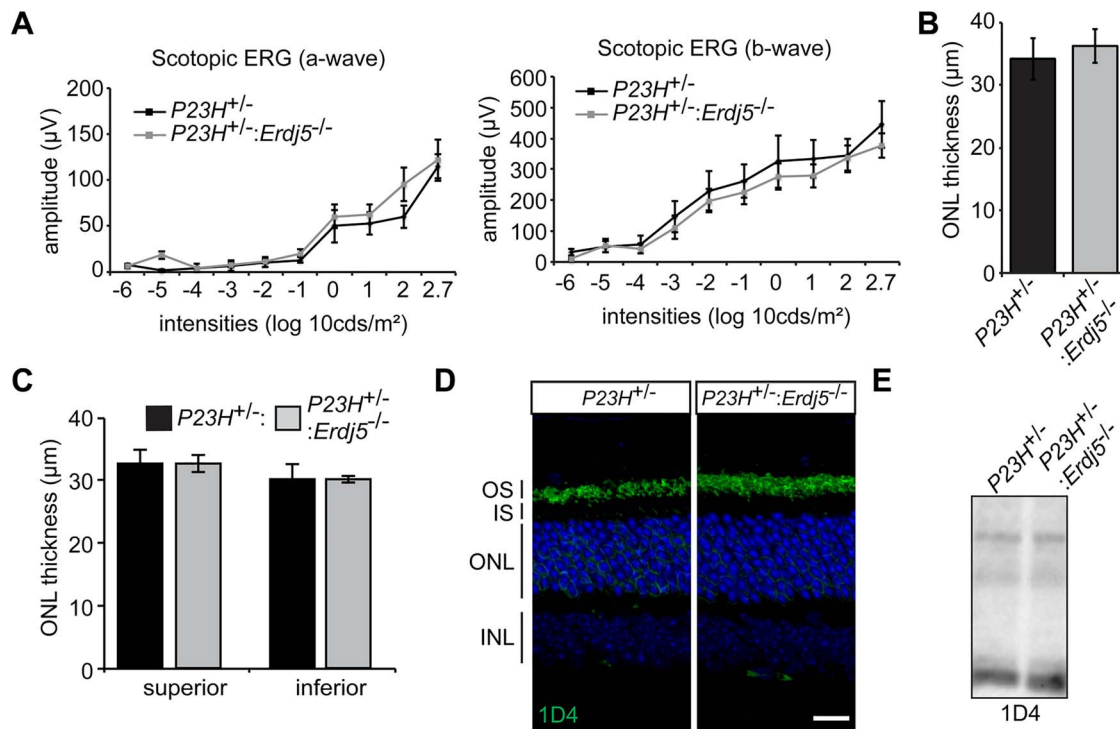 A
Scotopic ERG (a-wave)
amplitude (µV)
200
150
100
50
0
P23H+/-
P23H+/-:Erdj5-/-
-6 -5 -4 -3 -2 -1 0 1 2 2.7
intensities (log 10cds/m²)
Scotopic ERG (b-wave)
amplitude (µV)
600
500
400
300
200
100
0
P23H+/-
P23H+/-:Erdj5-/-
-6 -5 -4 -3 -2 -1 0 1 2 2.7
intensities (log 10cds/m²)
B
ONL thickness (µm)
40
30
20
10
0
P23H+/-
P23H+/-
:Erdj5-/-
C
P23H+/-:
P23H+/-
:Erdj5-/-
ONL thickness (µm)
40
30
20
10
0
superior inferior
D
P23H+/- P23H+/-:Erdj5-/-
OS
IS
ONL
INL
1D4
E
P23H+/-
P23H+/-
:Erdj5-/-
1D4